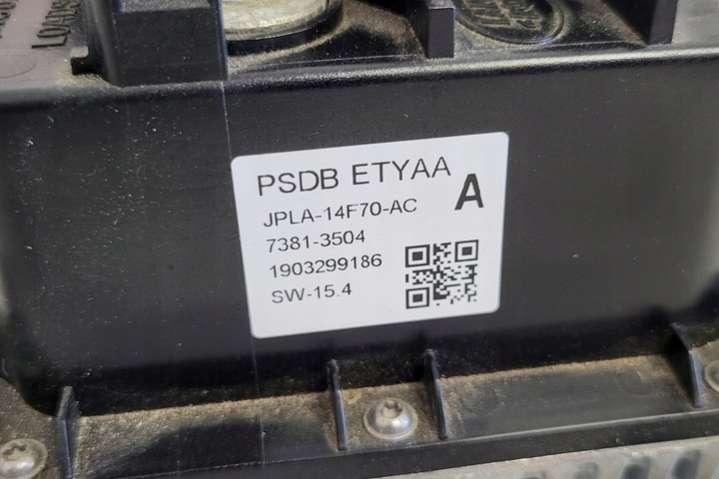 PSDB ETYAA
A
JPLA-14F70-AC
7381-3504
1903299186
SW-15.4